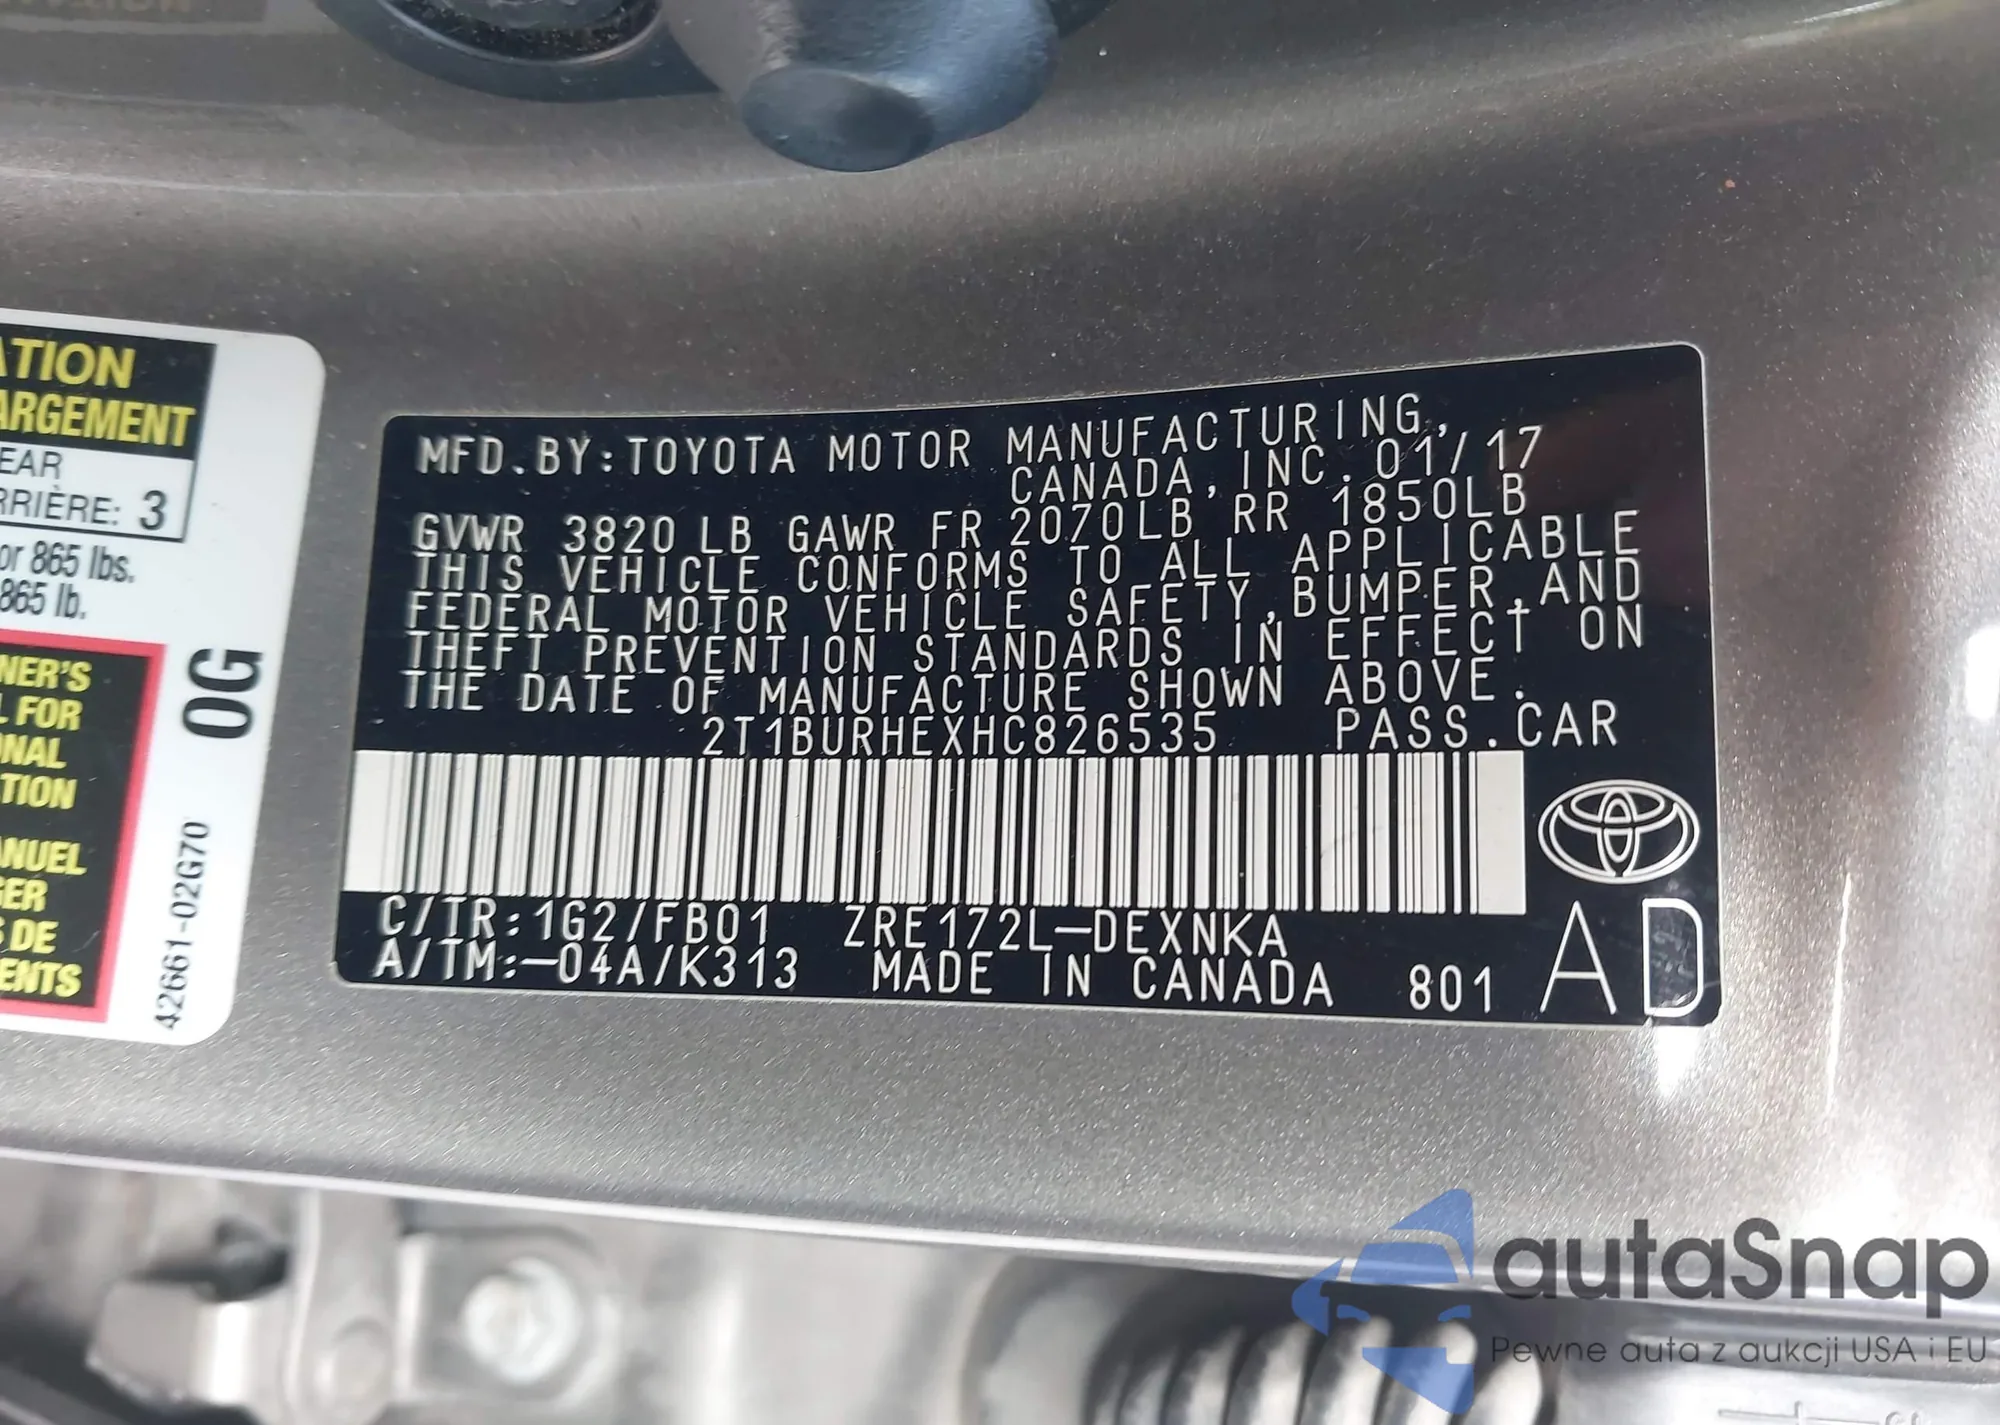 ATION
ARGEMENT
EAR
RRIÈRE: 3
or 865 lbs.
865 lb.
NER'S
L FOR
ONAL
TION
ANUEL
GER
S DE
ENTS
0G
42661-02G70
MFD.BY:TOYOTA MOTOR MANUFACTURING,
CANADA,INC.01/17
GVWR 3820LB GAWR FR 2070LB RR 1850LB
THIS VEHICLE CONFORMS TO ALL APPLICABLE
FEDERAL MOTOR VEHICLE SAFETY,BUMPER,AND
THEFT PREVENTION STANDARDS IN EFFECT ON
THE DATE OF MANUFACTURE SHOWN ABOVE.
2T1BURHEXHC826535 PASS.CAR
C/TR:1G2/FB01 ZRE172L-DEXNKA
A/TM:-04A/K313 MADE IN CANADA 801 AD
autaSnap
Pewne auta z aukcji USA i EU